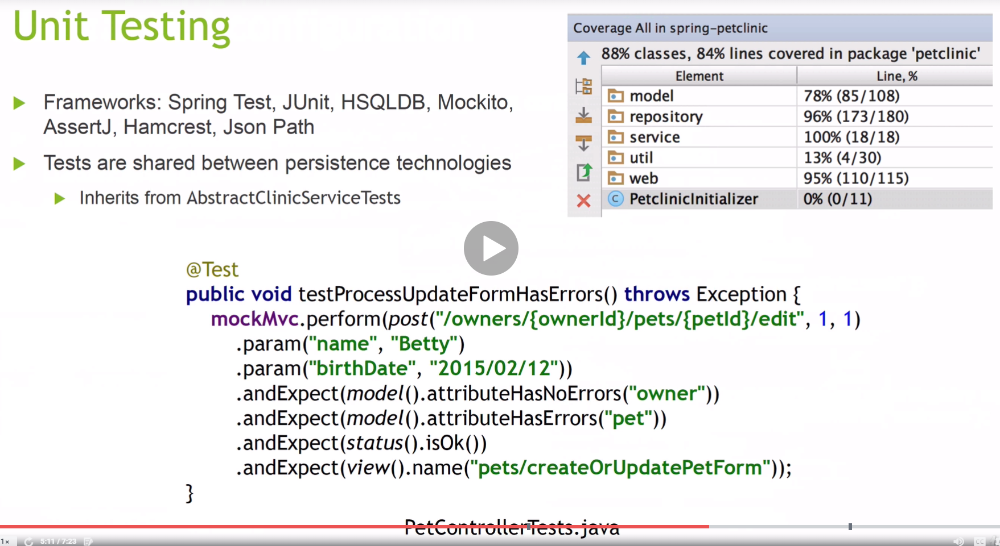 Unit Testing
Frameworks: Spring Test, JUnit, HSQLDB, Mockito,
AssertJ, Hamcrest, Json Path
Tests are shared between persistence technologies
Inherits from AbstractClinicServiceTests
Coverage All in spring-petclinic
88% classes, 84% lines covered in package 'petclinic'
Element Line, %
model 78% (85/108)
repository 96% (173/180)
service 100% (18/18)
util 13% (4/30)
web 95% (110/115)
C PetclinicInitializer 0% (0/11)
@Test
public void testProcessUpdateFormHasErrors() throws Exception {
mockMvc.perform(post("/owners/{ownerId}/pets/{petId}/edit", 1, 1)
.param("name", "Betty")
.param("birthDate", "2015/02/12"))
.andExpect(model().attributeHasNoErrors("owner"))
.andExpect(model().attributeHasErrors("pet"))
.andExpect(status().isOk())
.andExpect(view().name("pets/createOrUpdatePetForm"));
}
PetControllerTests.java
1x 5:11 / 7:23 CC